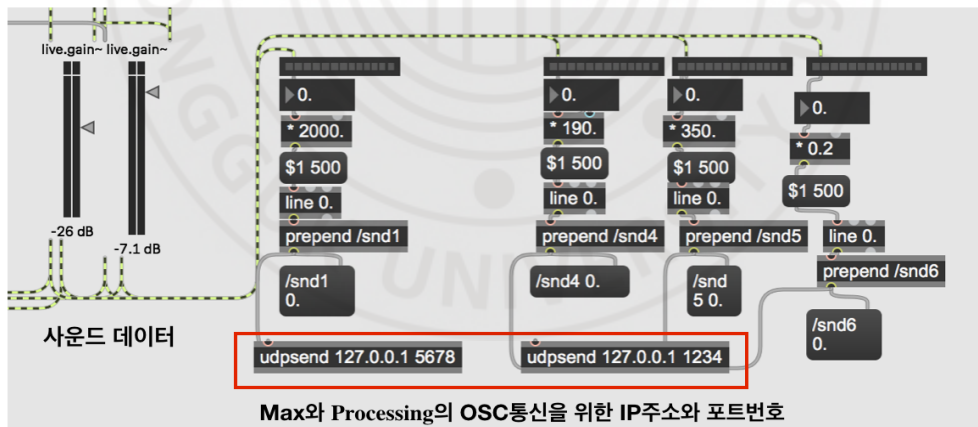 live.gain~ live.gain~
-26 dB
-7.1 dB
0.
* 2000.
$1 500
line 0.
prepend /snd1
/snd1
0.
0.
* 190.
$1 500
line 0.
prepend /snd4
/snd4 0.
0.
* 350.
$1 500
line 0.
prepend /snd5
/snd
5 0.
0.
* 0.2
$1 500
line 0.
prepend /snd6
/snd6
0.
사운드 데이터
udpsend 127.0.0.1 5678
udpsend 127.0.0.1 1234
Max와 Processing의 OSC통신을 위한 IP주소와 포트번호